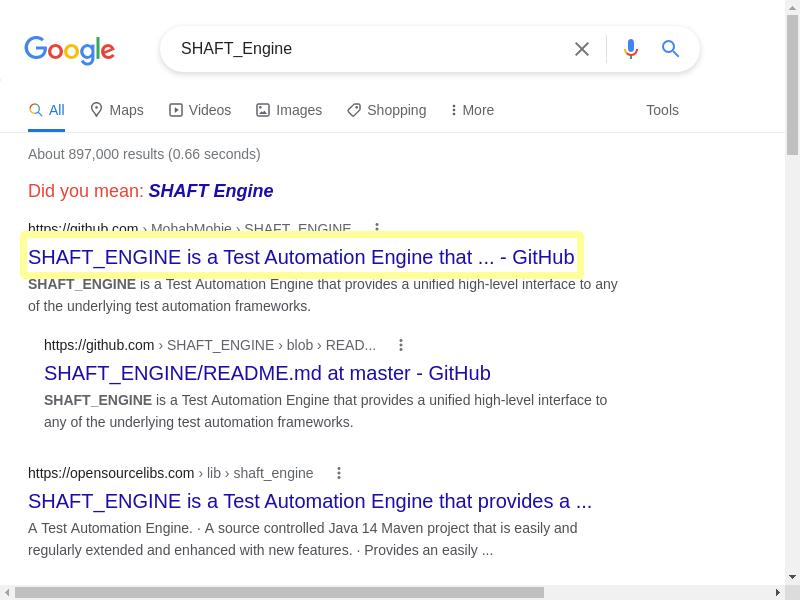 Google
SHAFT_Engine
All Maps Videos Images Shopping More Tools
About 897,000 results (0.66 seconds)
Did you mean: SHAFT Engine
https://github.com › MohabMohie › SHAFT_ENGINE
SHAFT_ENGINE is a Test Automation Engine that ... - GitHub
SHAFT_ENGINE is a Test Automation Engine that provides a unified high-level interface to any
of the underlying test automation frameworks.
https://github.com › SHAFT_ENGINE › blob › READ...
SHAFT_ENGINE/README.md at master - GitHub
SHAFT_ENGINE is a Test Automation Engine that provides a unified high-level interface to
any of the underlying test automation frameworks.
https://opensourcelibs.com › lib › shaft_engine
SHAFT_ENGINE is a Test Automation Engine that provides a ...
A Test Automation Engine. · A source controlled Java 14 Maven project that is easily and
regularly extended and enhanced with new features. · Provides an easily ...